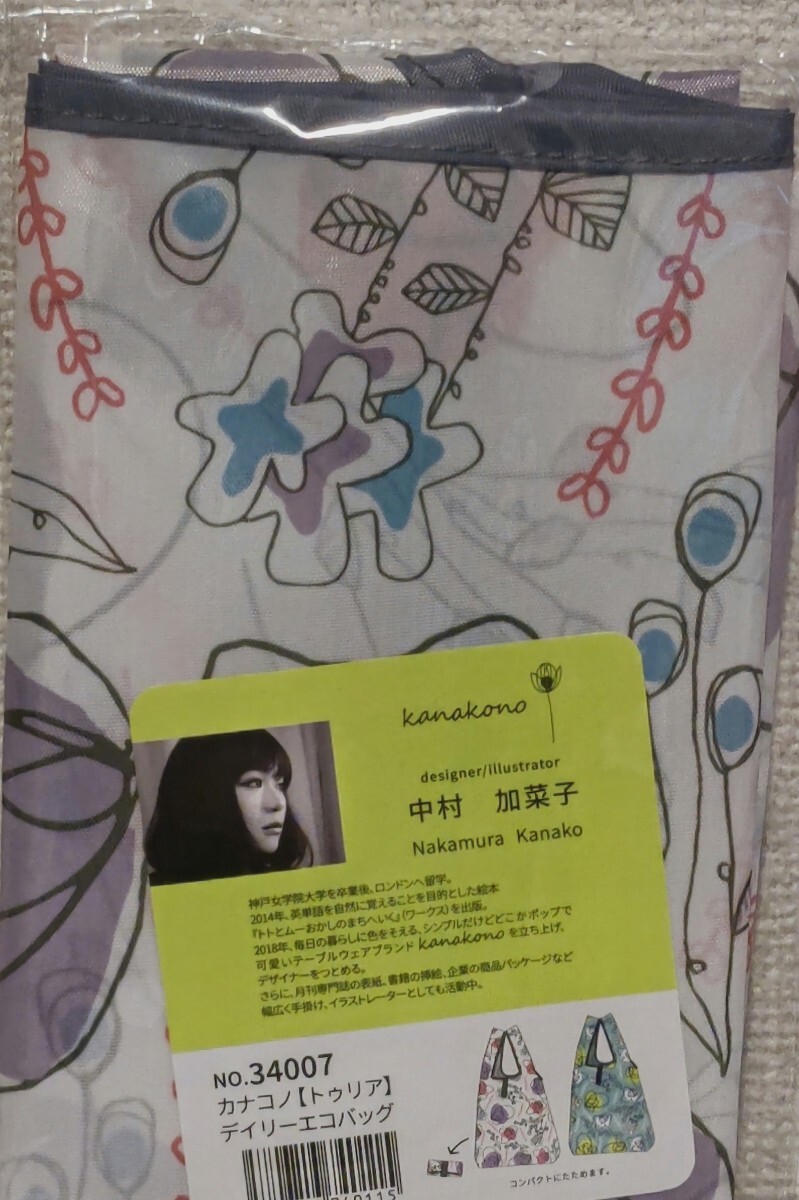 kanakono
designer/illustrator
中村 加菜子
Nakamura Kanako
神戸女学院大学を卒業後、ロンドンへ留学。
2014年、英単語を自然に覚えることを目的とした絵本
『トトとムーおかしのまちへいく』(ワークス)を出版。
2018年、毎日の暮らしに色をそえる、シンプルだけどどこかポップで
可愛いテーブルウェアブランド kanakono を立ち上げ、
デザイナーをつとめる。
さらに、月刊専門誌の表紙、書籍の挿絵、企業の商品パッケージなど
幅広く手掛け、イラストレーターとしても活動中。
NO.34007
カナコノ【トゥリア】
デイリーエコバッグ
コンパクトにたためます。